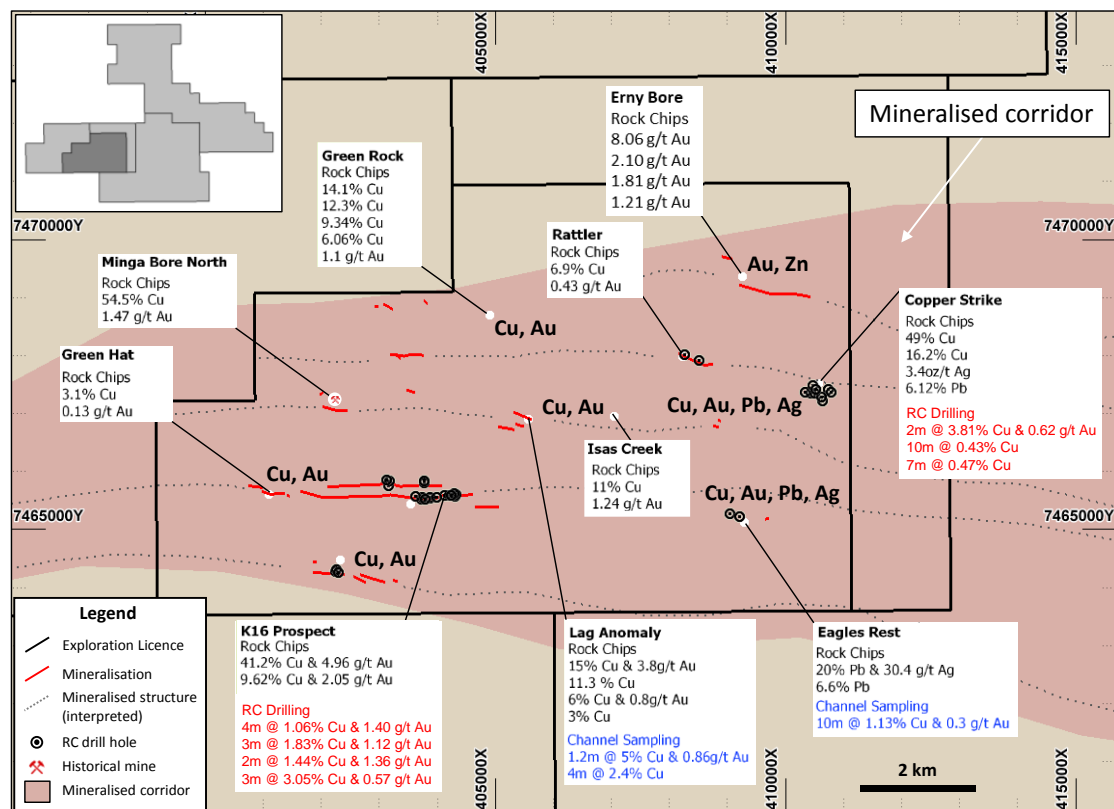 405000X
410000X
415000X
Erny Bore
Rock Chips
8.06 g/t Au
2.10 g/t Au
1.81 g/t Au
1.21 g/t Au
Mineralised corridor
Green Rock
Rock Chips
14.1% Cu
12.3% Cu
9.34% Cu
6.06% Cu
1.1 g/t Au
7470000Y
7470000Y
Rattler
Rock Chips
6.9% Cu
0.43 g/t Au
Minga Bore North
Rock Chips
54.5% Cu
1.47 g/t Au
Au, Zn
Copper Strike
Rock Chips
49% Cu
16.2% Cu
3.4oz/t Ag
6.12% Pb
RC Drilling
2m @ 3.81% Cu & 0.62 g/t Au
10m @ 0.43% Cu
7m @ 0.47% Cu
Cu, Au
Green Hat
Rock Chips
3.1% Cu
0.13 g/t Au
Cu, Au
Cu, Au, Pb, Ag
Isas Creek
Rock Chips
11% Cu
1.24 g/t Au
Cu, Au
Cu, Au, Pb, Ag
7465000Y
7465000Y
Cu, Au
Legend
Exploration Licence
Mineralisation
Mineralised structure
(interpreted)
RC drill hole
Historical mine
Mineralised corridor
K16 Prospect
Rock Chips
41.2% Cu & 4.96 g/t Au
9.62% Cu & 2.05 g/t Au
RC Drilling
4m @ 1.06% Cu & 1.40 g/t Au
3m @ 1.83% Cu & 1.12 g/t Au
2m @ 1.44% Cu & 1.36 g/t Au
3m @ 3.05% Cu & 0.57 g/t Au
Lag Anomaly
Rock Chips
15% Cu & 3.8g/t Au
11.3 % Cu
6% Cu & 0.8g/t Au
3% Cu
Channel Sampling
1.2m @ 5% Cu & 0.86g/t Au
4m @ 2.4% Cu
Eagles Rest
Rock Chips
20% Pb & 30.4 g/t Ag
6.6% Pb
Channel Sampling
10m @ 1.13% Cu & 0.3 g/t Au
405000X
410000X
415000X
2 km